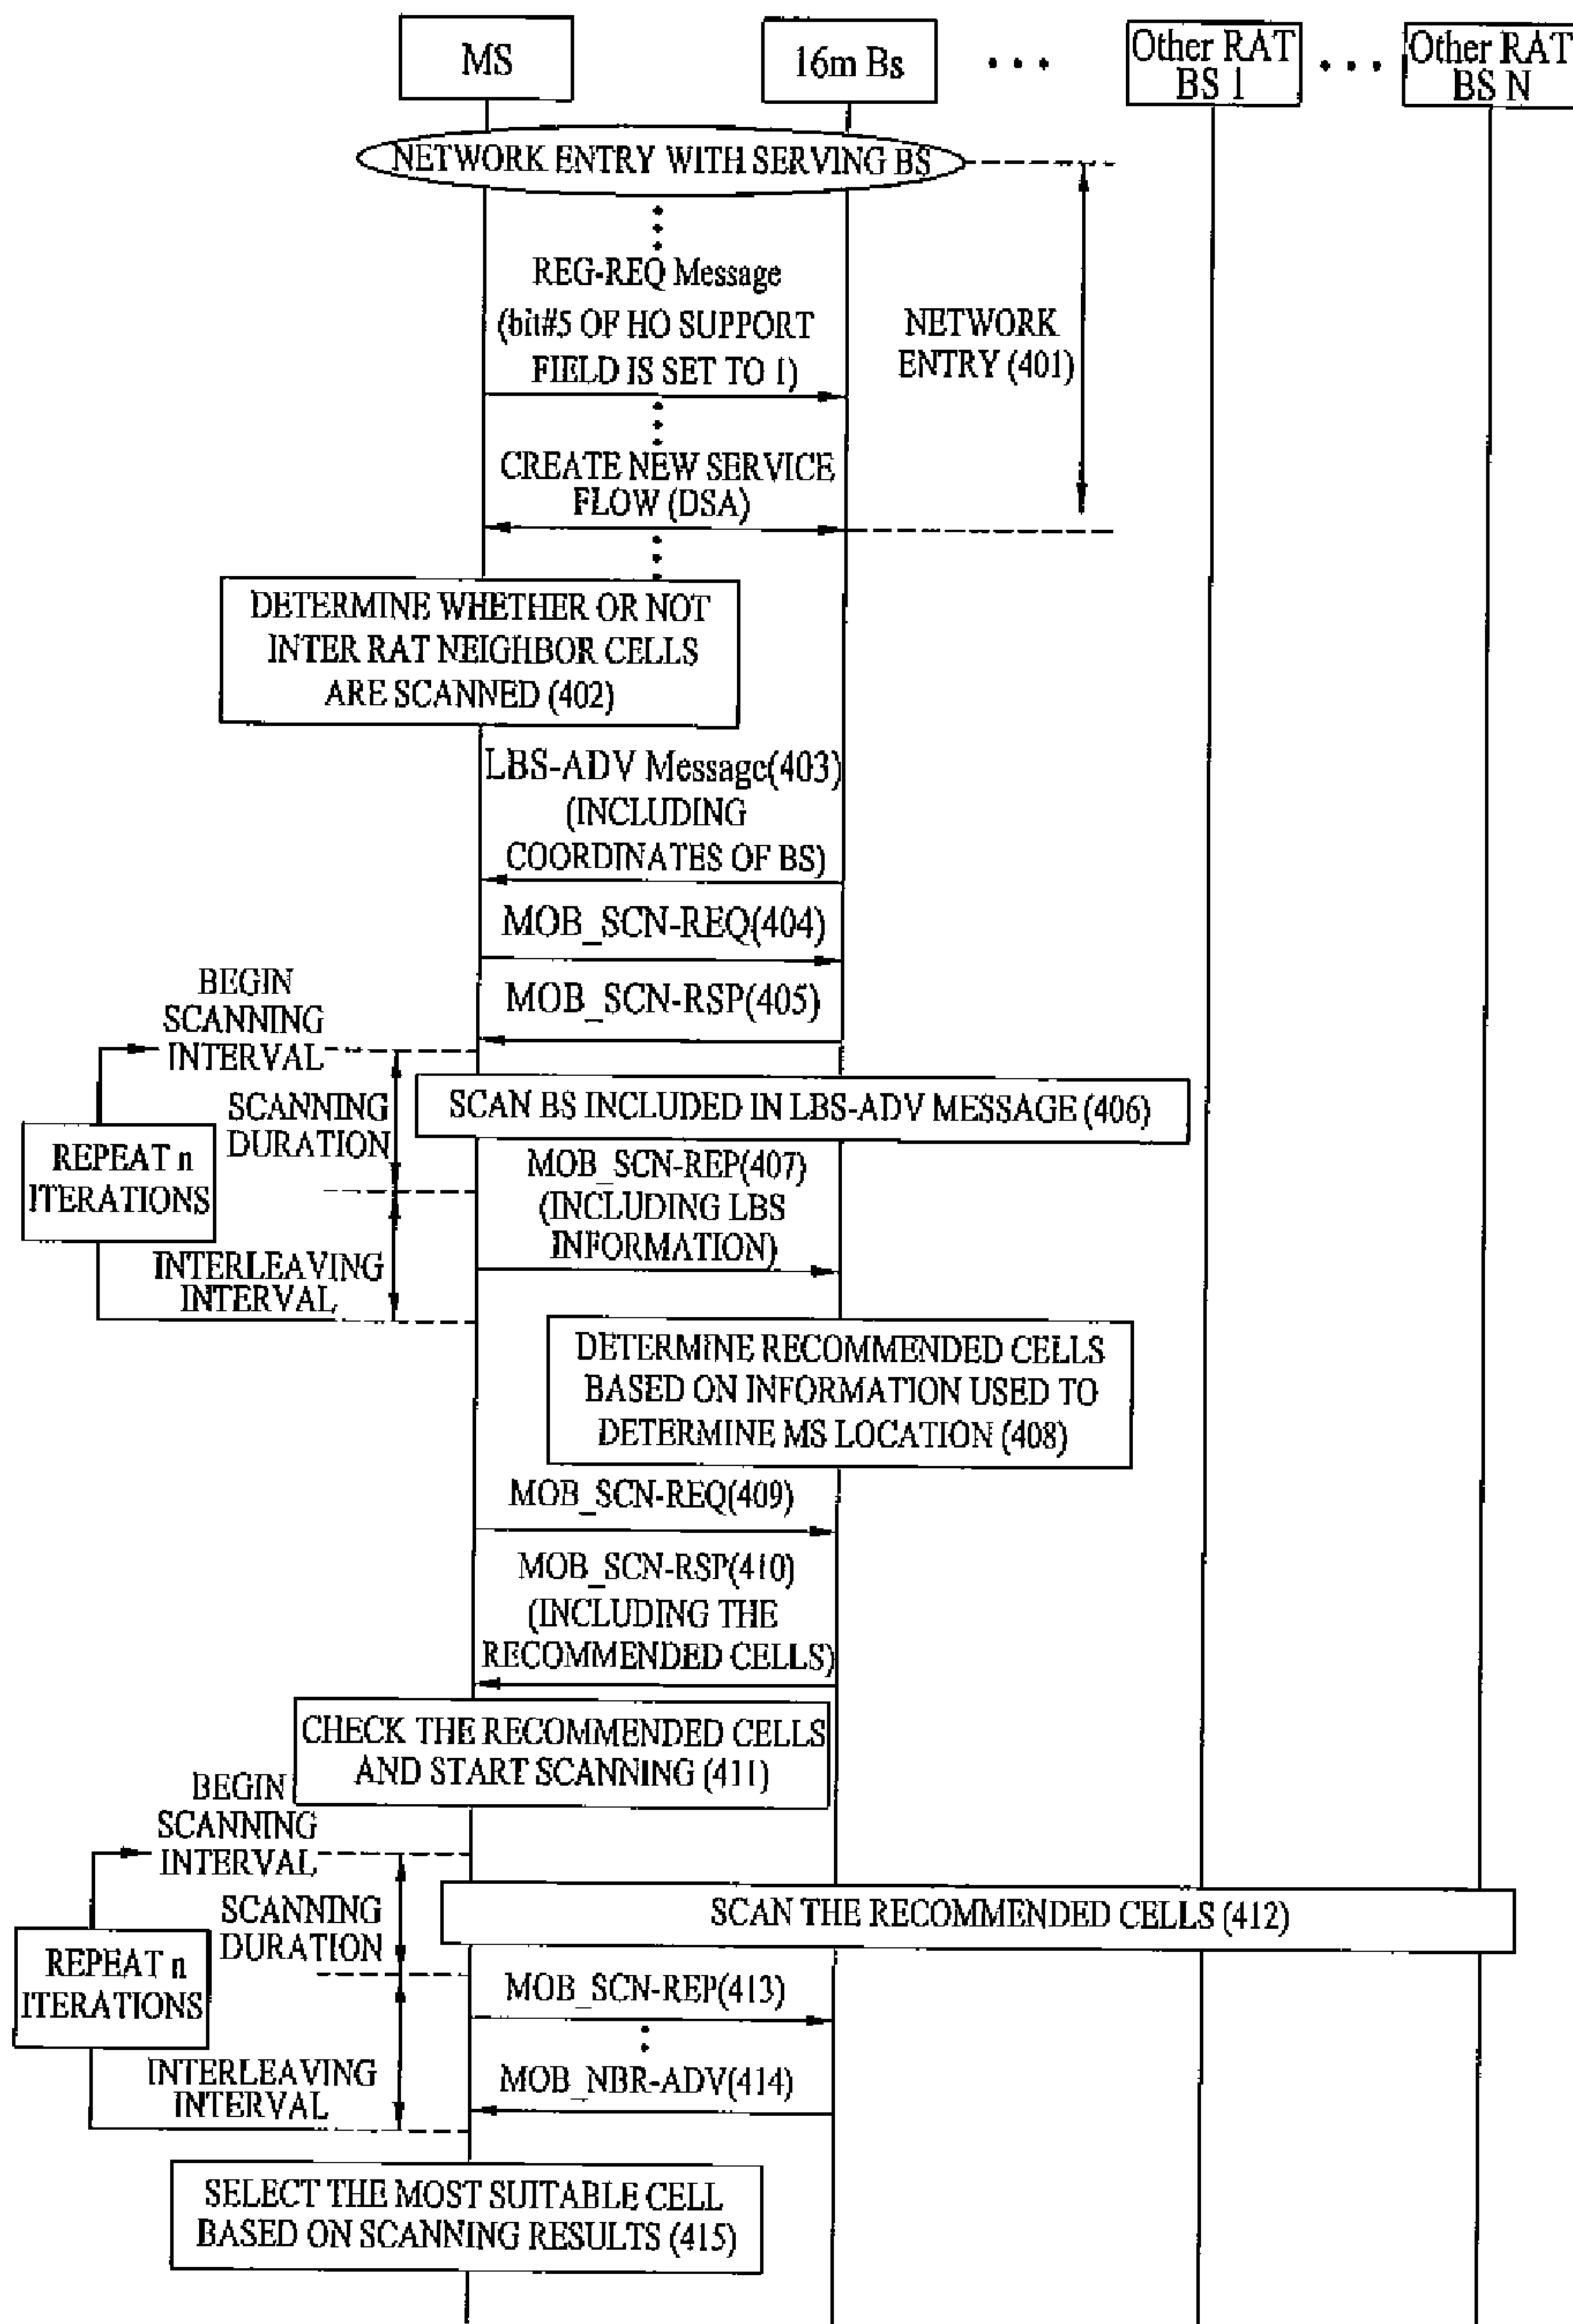 MS
16m Bs
Other RAT
BS 1
Other RAT
BS N
NETWORK ENTRY WITH SERVING BS
REG-REQ Message
(bit#5 OF HO SUPPORT
FIELD IS SET TO 1)
NETWORK
ENTRY (401)
CREATE NEW SERVICE
FLOW (DSA)
DETERMINE WHETHER OR NOT
INTER RAT NEIGHBOR CELLS
ARE SCANNED (402)
LBS-ADV Message(403)
(INCLUDING
COORDINATES OF BS)
MOB_SCN-REQ(404)
MOB_SCN-RSP(405)
BEGIN
SCANNING
INTERVAL
SCAN BS INCLUDED IN LBS-ADV MESSAGE (406)
SCANNING
DURATION
REPEAT n
ITERATIONS
MOB_SCN-REP(407)
(INCLUDING LBS
INFORMATION)
INTERLEAVING
INTERVAL
DETERMINE RECOMMENDED CELLS
BASED ON INFORMATION USED TO
DETERMINE MS LOCATION (408)
MOB_SCN-REQ(409)
MOB_SCN-RSP(410)
(INCLUDING THE
RECOMMENDED CELLS)
CHECK THE RECOMMENDED CELLS
AND START SCANNING (411)
BEGIN
SCANNING
INTERVAL
SCAN THE RECOMMENDED CELLS (412)
SCANNING
DURATION
REPEAT n
ITERATIONS
MOB_SCN-REP(413)
MOB_NBR-ADV(414)
INTERLEAVING
INTERVAL
SELECT THE MOST SUITABLE CELL
BASED ON SCANNING RESULTS (415)